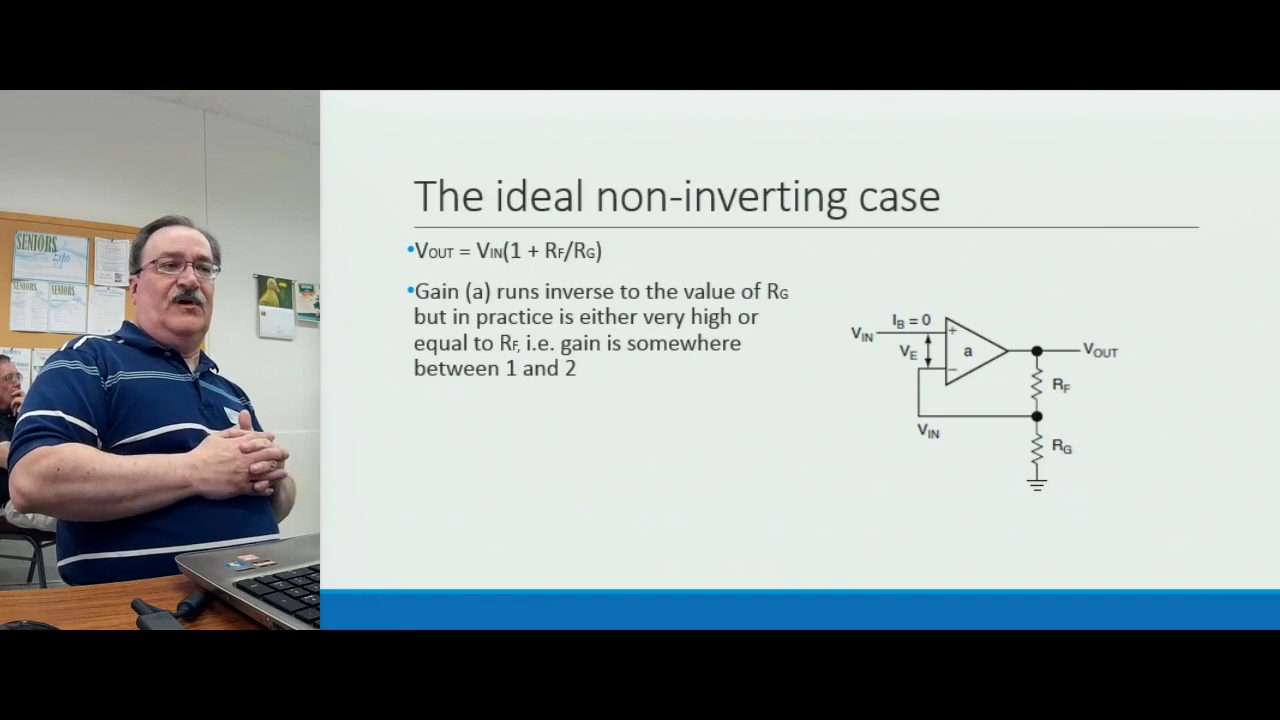 The ideal non-inverting case
•VOUT = VIN(1 + RF/RG)
•Gain (a) runs inverse to the value of RG
but in practice is either very high or
equal to RF, i.e. gain is somewhere
between 1 and 2
IB = 0
VIN
+
VE
a
VOUT
−
RF
VIN
RG
SENIORS
Expo
SENIORS
SENIORS